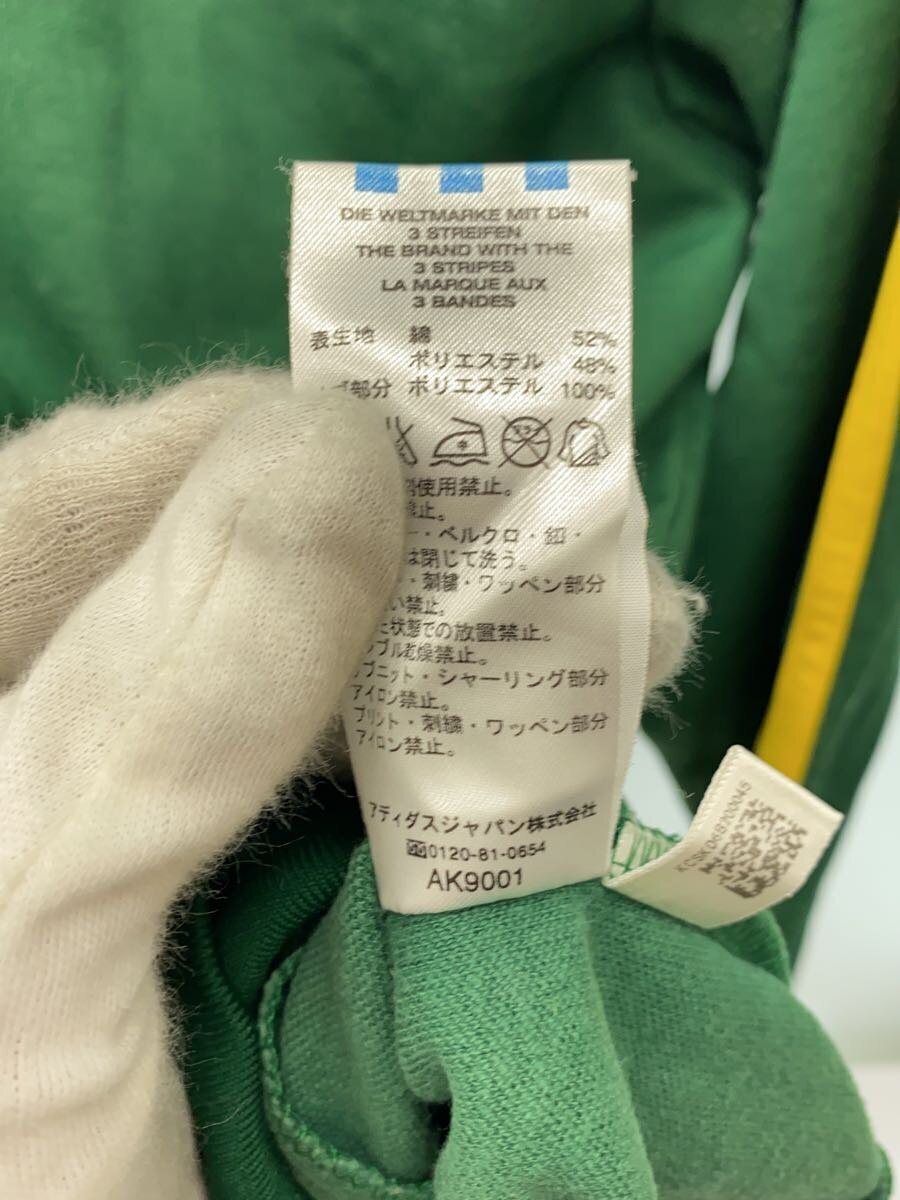 DIE WELTMARKE MIT DEN
3 STREIFEN
THE BRAND WITH THE
3 STRIPES
LA MARQUE AUX
3 BANDES
表生地 綿 52%
ポリエステル 48%
部分 ポリエステル 100%
中
使用禁止。
止。
ー・ベルクロ・釦・
は閉じて洗う。
・刺繍・ワッペン部分
い禁止。
た状態での放置禁止。
ブル乾燥禁止。
ブニット・シャーリング部分
アイロン禁止。
プリント・刺繍・ワッペン部分
アイロン禁止。
アディダスジャパン株式会社
0120-81-0654
AK9001